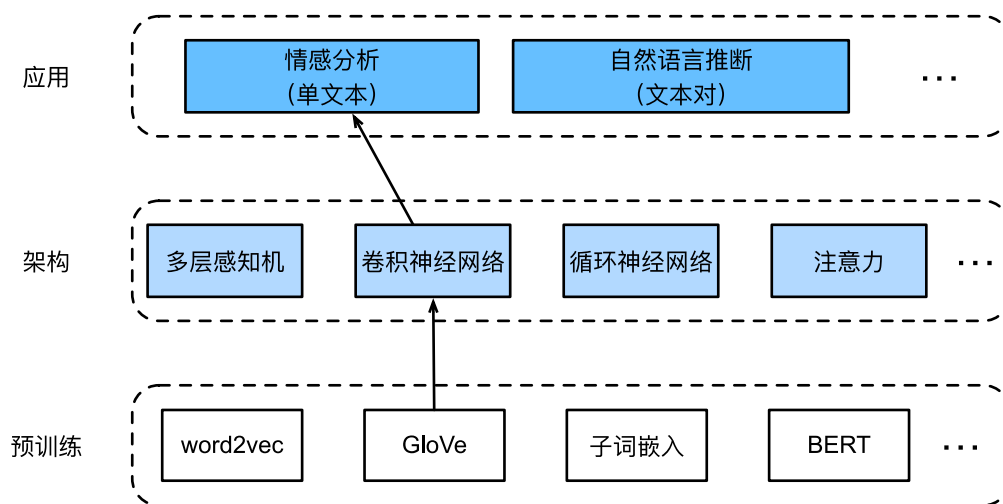 应用
情感分析
（单文本）
自然语言推断
（文本对）
···
架构
多层感知机
卷积神经网络
循环神经网络
注意力
···
预训练
word2vec
GloVe
子词嵌入
BERT
···